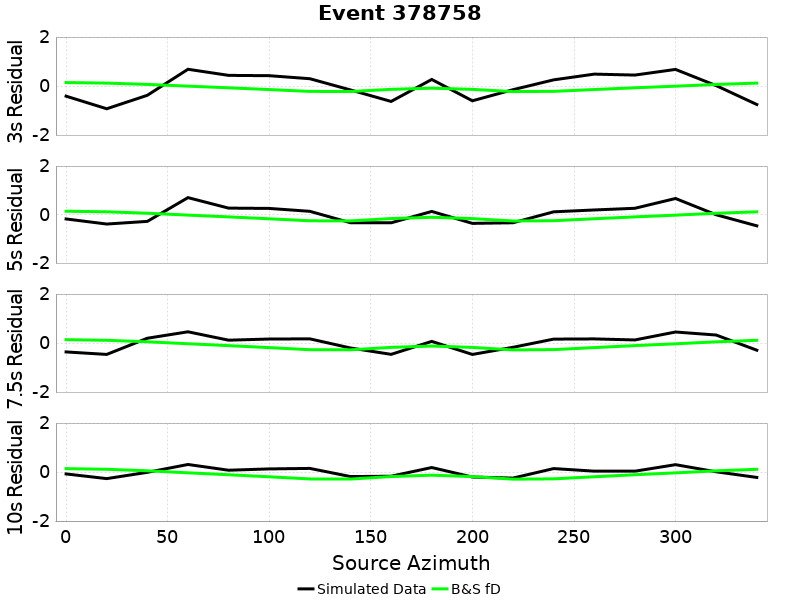 Event 378758
3s Residual
2
0
-2
5s Residual
2
0
-2
7.5s Residual
2
0
-2
10s Residual
2
0
-2
0 50 100 150 200 250 300
Source Azimuth
Simulated Data B&S fD